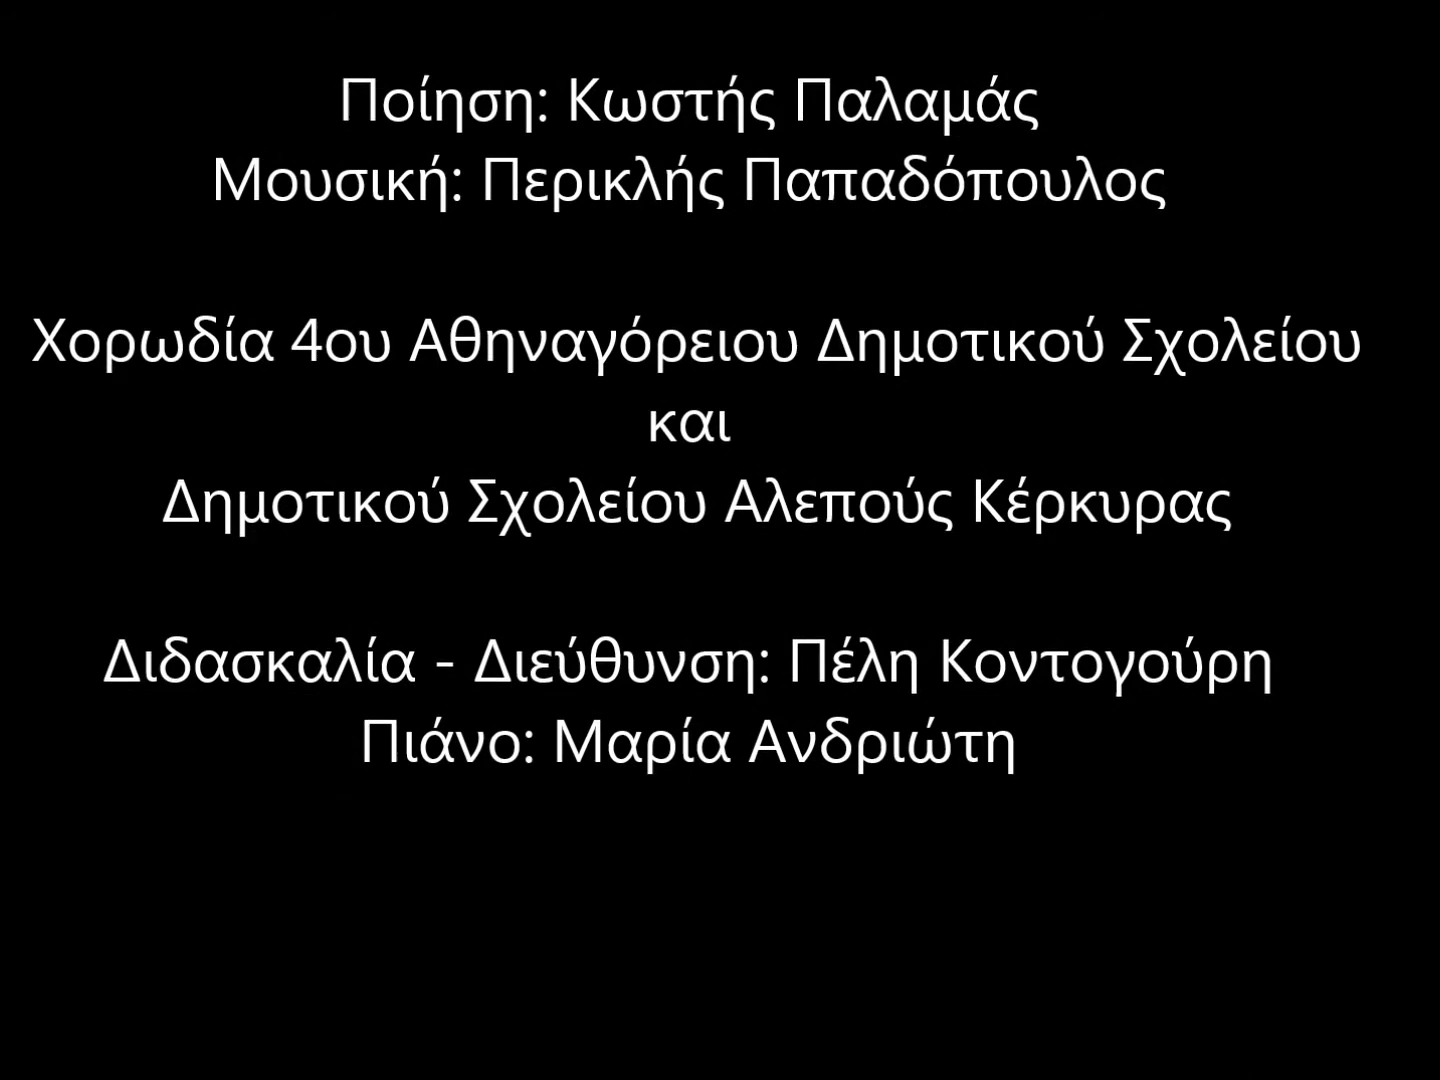 Ποίηση: Κωστής Παλαμάς
Μουσική: Περικλής Παπαδόπουλος
Χορωδία 4ου Αθηναγόρειου Δημοτικού Σχολείου
και
Δημοτικού Σχολείου Αλεπούς Κέρκυρας
Διδασκαλία - Διεύθυνση: Πέλη Κοντογούρη
Πιάνο: Μαρία Ανδριώτη